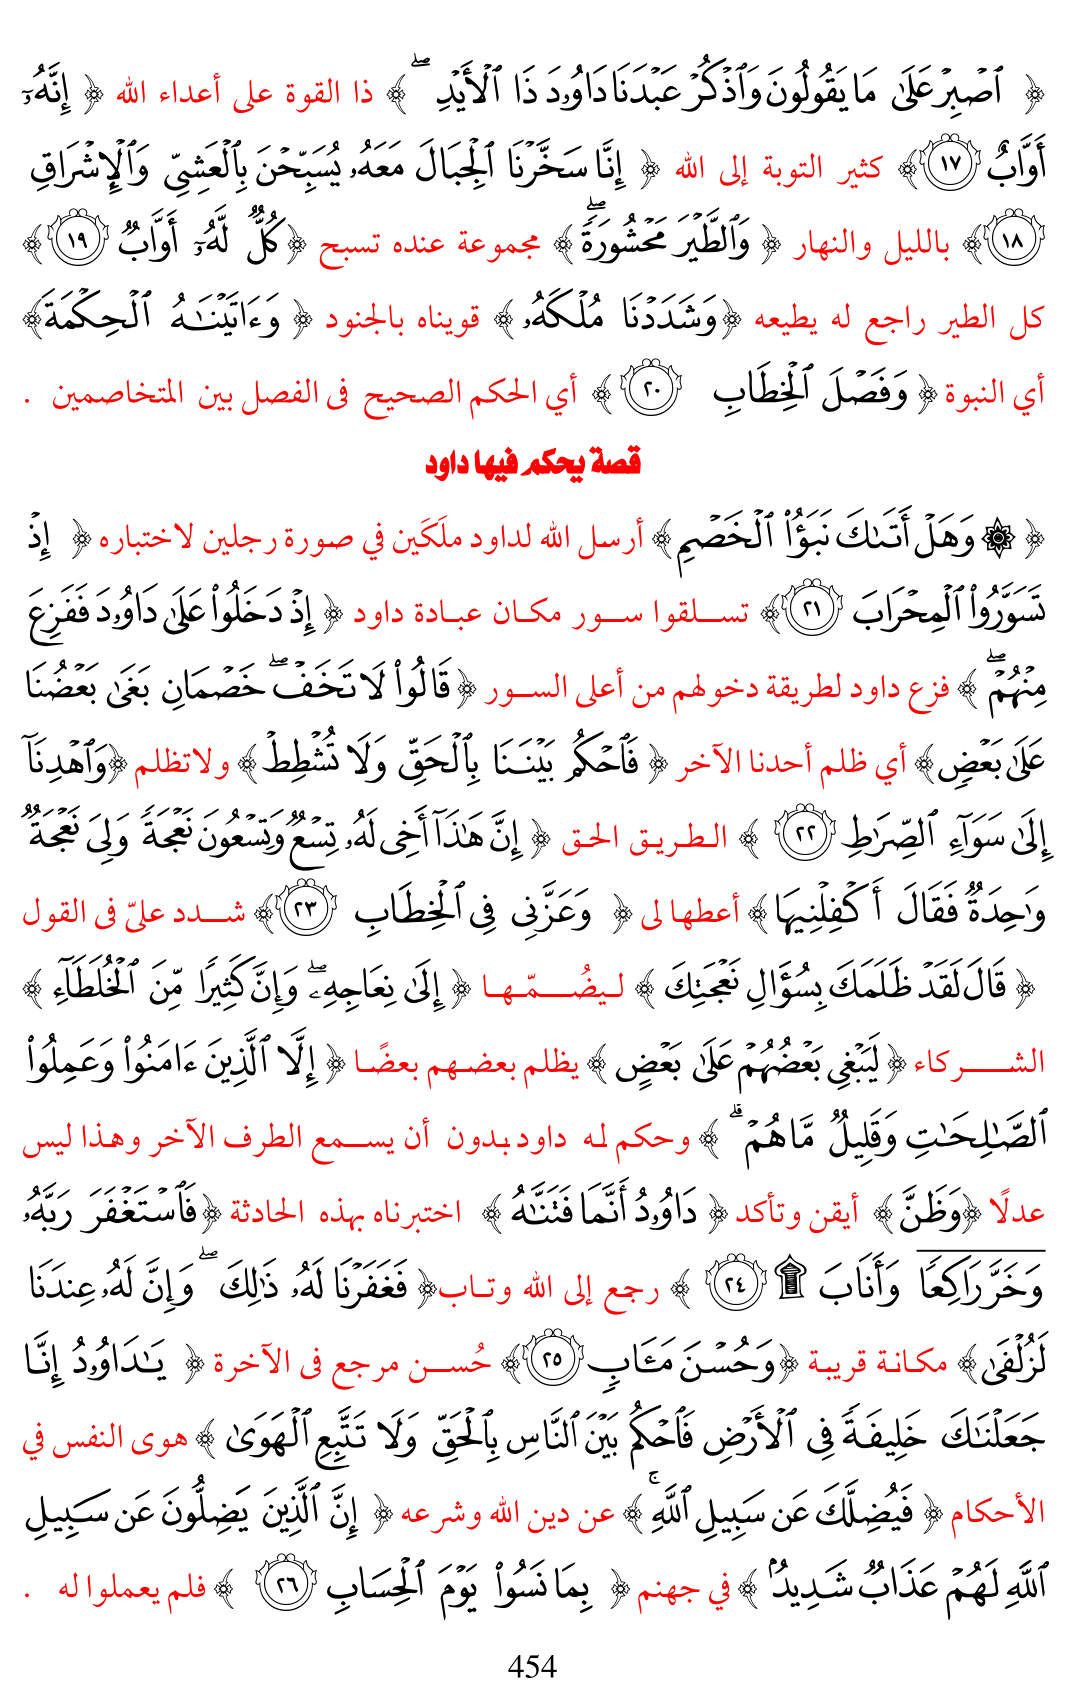 ﴿ ٱصۡبِرۡ عَلَىٰ مَا يَقُولُونَ وَٱذۡكُرۡ عَبۡدَنَا دَاوُۥدَ ذَا ٱلۡأَيۡدِۖ ﴾ ذا القوة على أعداء الله ﴿ إِنَّهُۥٓ
أَوَّابٌ ١٧ ﴾ كثير التوبة إلى الله ﴿ إِنَّا سَخَّرۡنَا ٱلۡجِبَالَ مَعَهُۥ يُسَبِّحۡنَ بِٱلۡعَشِيِّ وَٱلۡإِشۡرَاقِ
١٨ ﴾ بالليل والنهار ﴿ وَٱلطَّيۡرَ مَحۡشُورَةٗۖ ﴾ مجموعة عنده تسبح ﴿ كُلّٞ لَّهُۥٓ أَوَّابٞ ١٩ ﴾
كل الطير راجع له يطيعه ﴿ وَشَدَدۡنَا مُلۡكَهُۥ ﴾ قويناه بالجنود ﴿ وَءَاتَيۡنَٰهُ ٱلۡحِكۡمَةَ ﴾
أي النبوة ﴿ وَفَصۡلَ ٱلۡخِطَابِ ٢٠ ﴾ أي الحكم الصحيح فى الفصل بين المتخاصمين .
قصة يحكم فيها داود
﴿ ۞ وَهَلۡ أَتَىٰكَ نَبَؤُاْ ٱلۡخَصۡمِ ﴾ أرسل الله لداود ملَكَين في صورة رجلين لاختباره ﴿ إِذۡ
تَسَوَّرُواْ ٱلۡمِحۡرَابَ ٢١ ﴾ تسلقوا سور مكان عبادة داود ﴿ إِذۡ دَخَلُواْ عَلَىٰ دَاوُۥدَ فَفَزِعَ
مِنۡهُمۡۖ ﴾ فزع داود لطريقة دخولهم من أعلى السور ﴿ قَالُواْ لَا تَخَفۡۖ خَصۡمَانِ بَغَىٰ بَعۡضُنَا
عَلَىٰ بَعۡضٖ ﴾ أي ظلم أحدنا الآخر ﴿ فَٱحۡكُم بَيۡنَنَا بِٱلۡحَقِّ وَلَا تُشۡطِطۡ ﴾ ولاتظلم ﴿ وَٱهۡدِنَآ
إِلَىٰ سَوَآءِ ٱلصِّرَٰطِ ٢٢ ﴾ الطريق الحق ﴿ إِنَّ هَٰذَآ أَخِي لَهُۥ تِسۡعٞ وَتِسۡعُونَ نَعۡجَةٗ وَلِيَ نَعۡجَةٞ
وَٰحِدَةٞ فَقَالَ أَكۡفِلۡنِيهَا ﴾ أعطها لى ﴿ وَعَزَّنِي فِي ٱلۡخِطَابِ ٢٣ ﴾ شدد علىّ فى القول
﴿ قَالَ لَقَدۡ ظَلَمَكَ بِسُؤَالِ نَعۡجَتِكَ ﴾ ليضُمّها ﴿ إِلَىٰ نِعَاجِهِۦۖ وَإِنَّ كَثِيرٗا مِّنَ ٱلۡخُلَطَآءِ ﴾
الشركاء ﴿ لَيَبۡغِي بَعۡضُهُمۡ عَلَىٰ بَعۡضٍ ﴾ يظلم بعضهم بعضًا ﴿ إِلَّا ٱلَّذِينَ ءَامَنُواْ وَعَمِلُواْ
ٱلصَّٰلِحَٰتِ وَقَلِيلٞ مَّا هُمۡۗ ﴾ وحكم لمه داود بدون أن يسمع الطرف الآخر وهذا ليس
عدلًا ﴿ وَظَنَّ ﴾ أيقن وتأكد ﴿ دَاوُۥدُ أَنَّمَا فَتَنَّٰهُ ﴾ اختبرناه بهذه الحادثة ﴿ فَٱسۡتَغۡفَرَ رَبَّهُۥ
وَخَرَّۤ رَاكِعٗاۤ وَأَنَابَ ۩ ٢٤ ﴾ رجع إلى الله وتاب ﴿ فَغَفَرۡنَا لَهُۥ ذَٰلِكَۖ وَإِنَّ لَهُۥ عِندَنَا
لَزُلۡفَىٰ ﴾ مكانة قريبة ﴿ وَحُسۡنَ مَـَٔابٖ ٢٥ ﴾ حُسن مرجع فى الآخرة ﴿ يَٰدَاوُۥدُ إِنَّا
جَعَلۡنَٰكَ خَلِيفَةٗ فِي ٱلۡأَرۡضِ فَٱحۡكُم بَيۡنَ ٱلنَّاسِ بِٱلۡحَقِّ وَلَا تَتَّبِعِ ٱلۡهَوَىٰ ﴾ هوى النفس في
الأحكام ﴿ فَيُضِلَّكَ عَن سَبِيلِ ٱللَّهِۚ ﴾ عن دين الله وشرعه ﴿ إِنَّ ٱلَّذِينَ يَضِلُّونَ عَن سَبِيلِ
ٱللَّهِ لَهُمۡ عَذَابٞ شَدِيدُۢ ﴾ في جهنم ﴿ بِمَا نَسُواْ يَوۡمَ ٱلۡحِسَابِ ٢٦ ﴾ فلم يعملوا له .
454